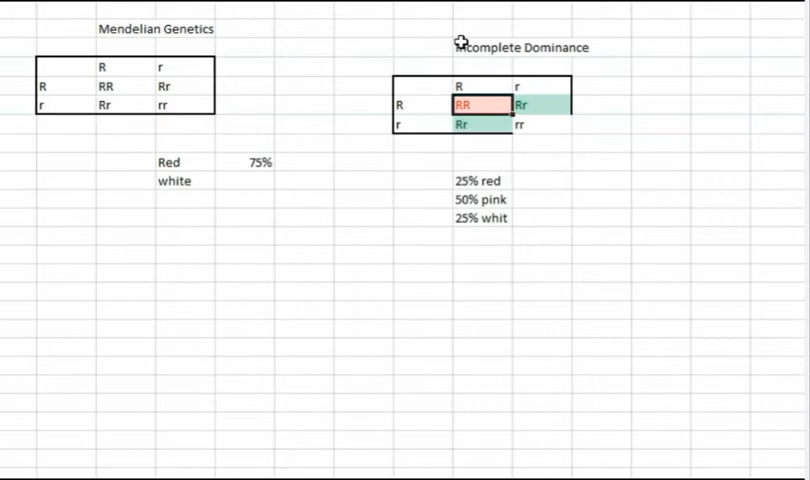 Mendelian Genetics
R r
R RR Rr
r Rr rr
Red 75%
white
Incomplete Dominance
R r
R RR Rr
r Rr rr
25% red
50% pink
25% whit